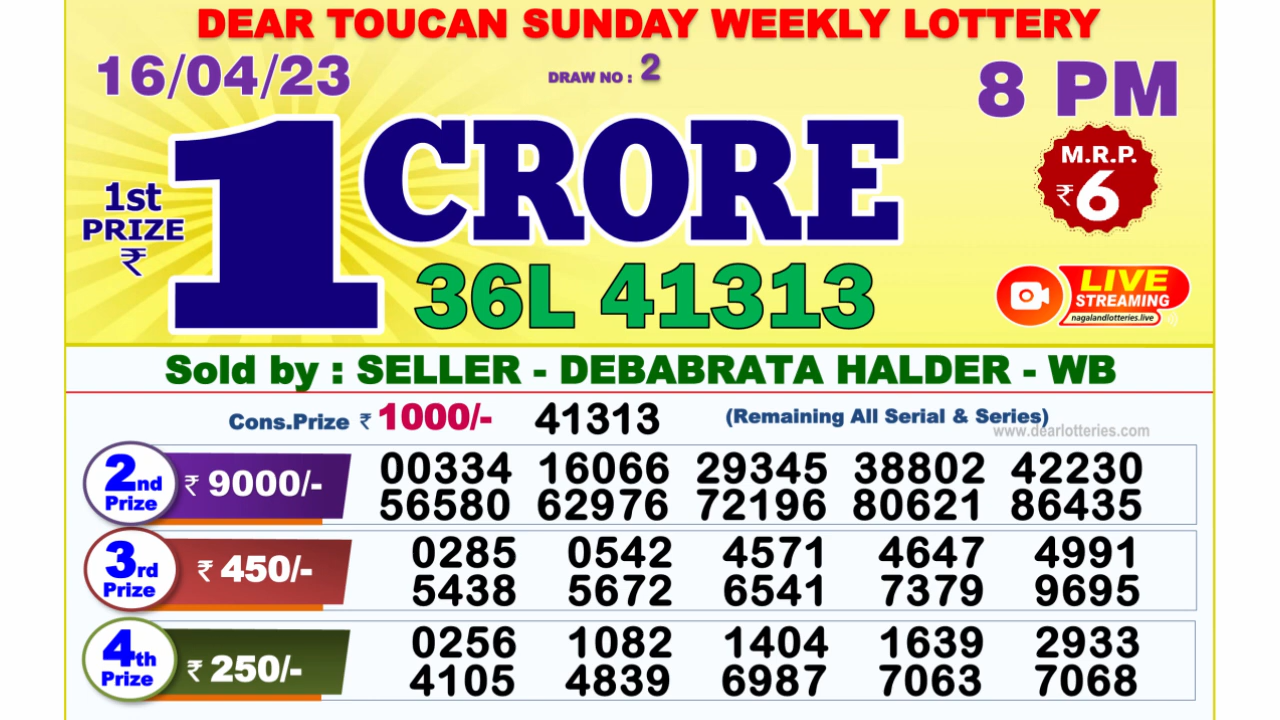 DEAR TOUCAN SUNDAY WEEKLY LOTTERY
16/04/23
DRAW NO : 2
8 PM
1st
PRIZE
₹
1 CRORE
M.R.P.
₹ 6
36L 41313
LIVE
STREAMING
nagalandlotteries.live
Sold by : SELLER - DEBABRATA HALDER - WB
Cons.Prize ₹ 1000/- 41313 (Remaining All Serial & Series)
www.dearlotteries.com
2nd
Prize
₹ 9000/-
00334 16066 29345 38802 42230
56580 62976 72196 80621 86435
3rd
Prize
₹ 450/-
0285 0542 4571 4647 4991
5438 5672 6541 7379 9695
4th
Prize
₹ 250/-
0256 1082 1404 1639 2933
4105 4839 6987 7063 7068